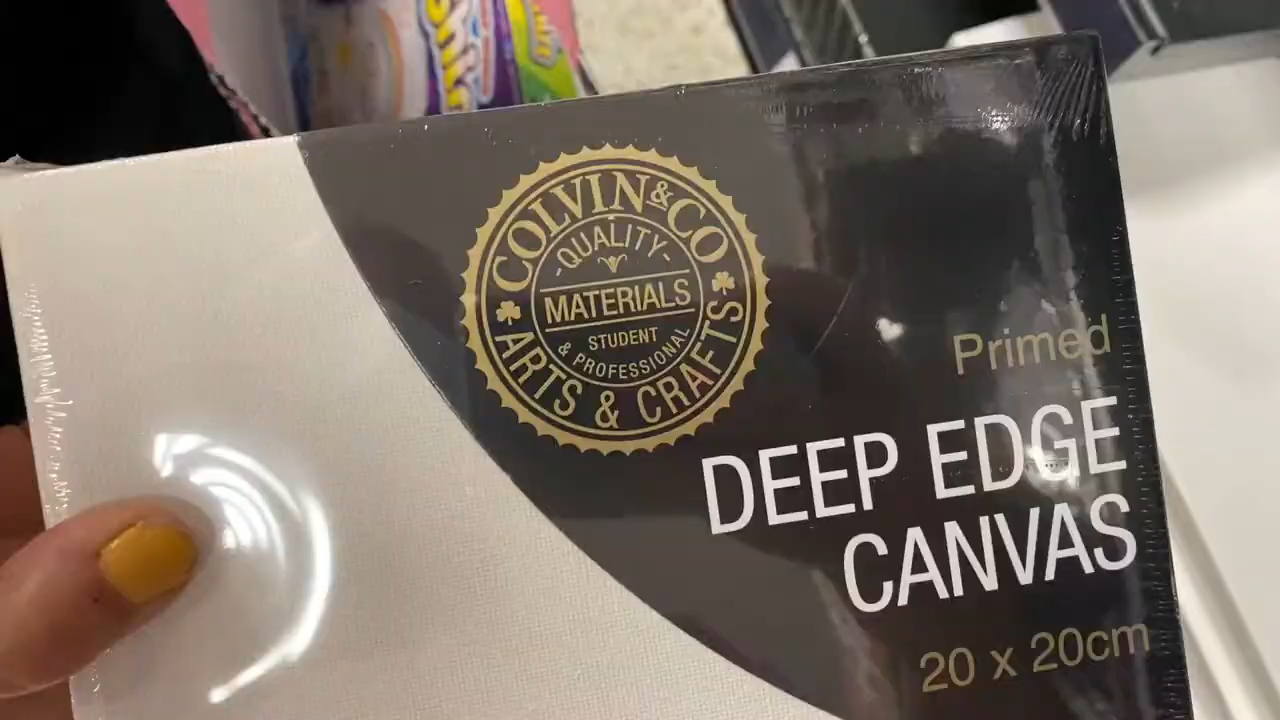 COLVIN & CO
-QUALITY-
MATERIALS
STUDENT
& PROFESSIONAL
ARTS & CRAFTS
Primed
DEEP EDGE
CANVAS
20 x 20cm